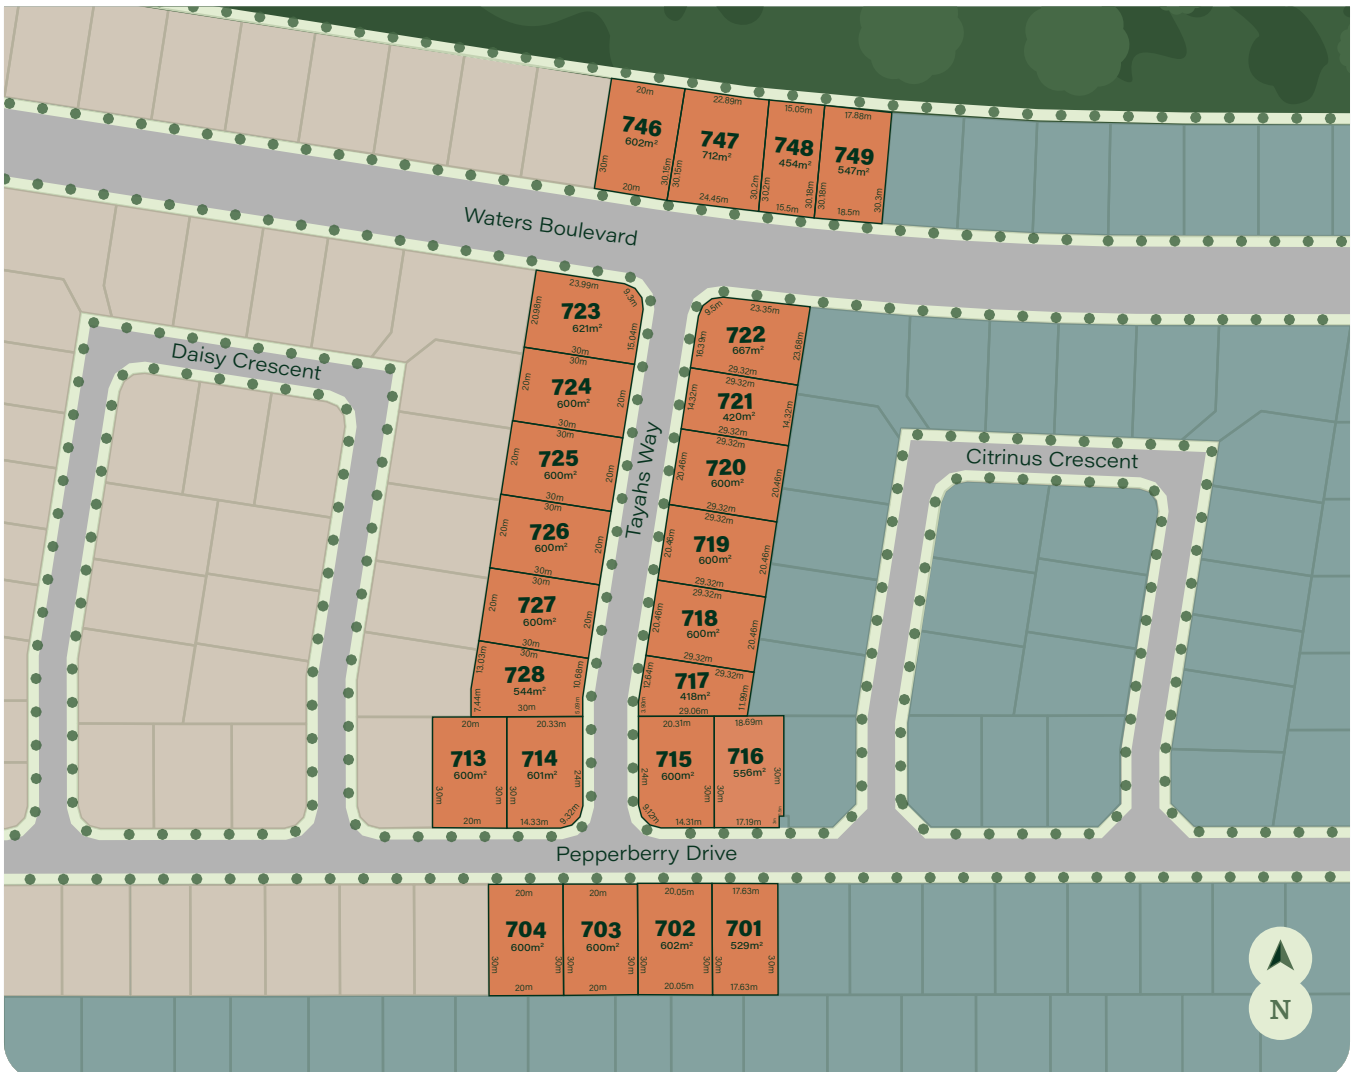 20m
22.89m
15.05m
17.88m
746
602m²
747
712m²
748
454m²
749
547m²
30m
30.15m
30.15m
30.2m
30.2m
30.18m
30.18m
30.3m
20m
24.45m
15.5m
18.5m
Waters Boulevard
23.99m
9.3m
723
621m²
20.98m
15.04m
30m
9.5m
23.35m
722
667m²
16.39m
23.68m
29.32m
30m
724
600m²
20m
20m
30m
29.32m
721
420m²
14.32m
14.32m
29.32m
30m
725
600m²
20m
20m
30m
29.32m
720
600m²
20.46m
20.46m
29.32m
30m
726
600m²
20m
20m
30m
29.32m
719
600m²
20.46m
20.46m
29.32m
30m
727
600m²
20m
20m
30m
29.32m
718
600m²
20.46m
20.46m
29.32m
30m
728
544m²
13.03m
7.44m
10.68m
30m
29.32m
717
418m²
12.64m
11.99m
29.06m
Tayahs Way
Daisy Crescent
Citrinus Crescent
20m
713
600m²
30m
30m
20m
20.33m
714
601m²
30m
24m
9.32m
14.33m
20.31m
715
600m²
24m
30m
9.12m
14.31m
18.69m
716
556m²
30m
30m
17.19m
Pepperberry Drive
20m
704
600m²
30m
30m
20m
20m
703
600m²
30m
30m
20m
20.05m
702
602m²
30m
30m
20.05m
17.63m
701
529m²
30m
30m
17.63m
N